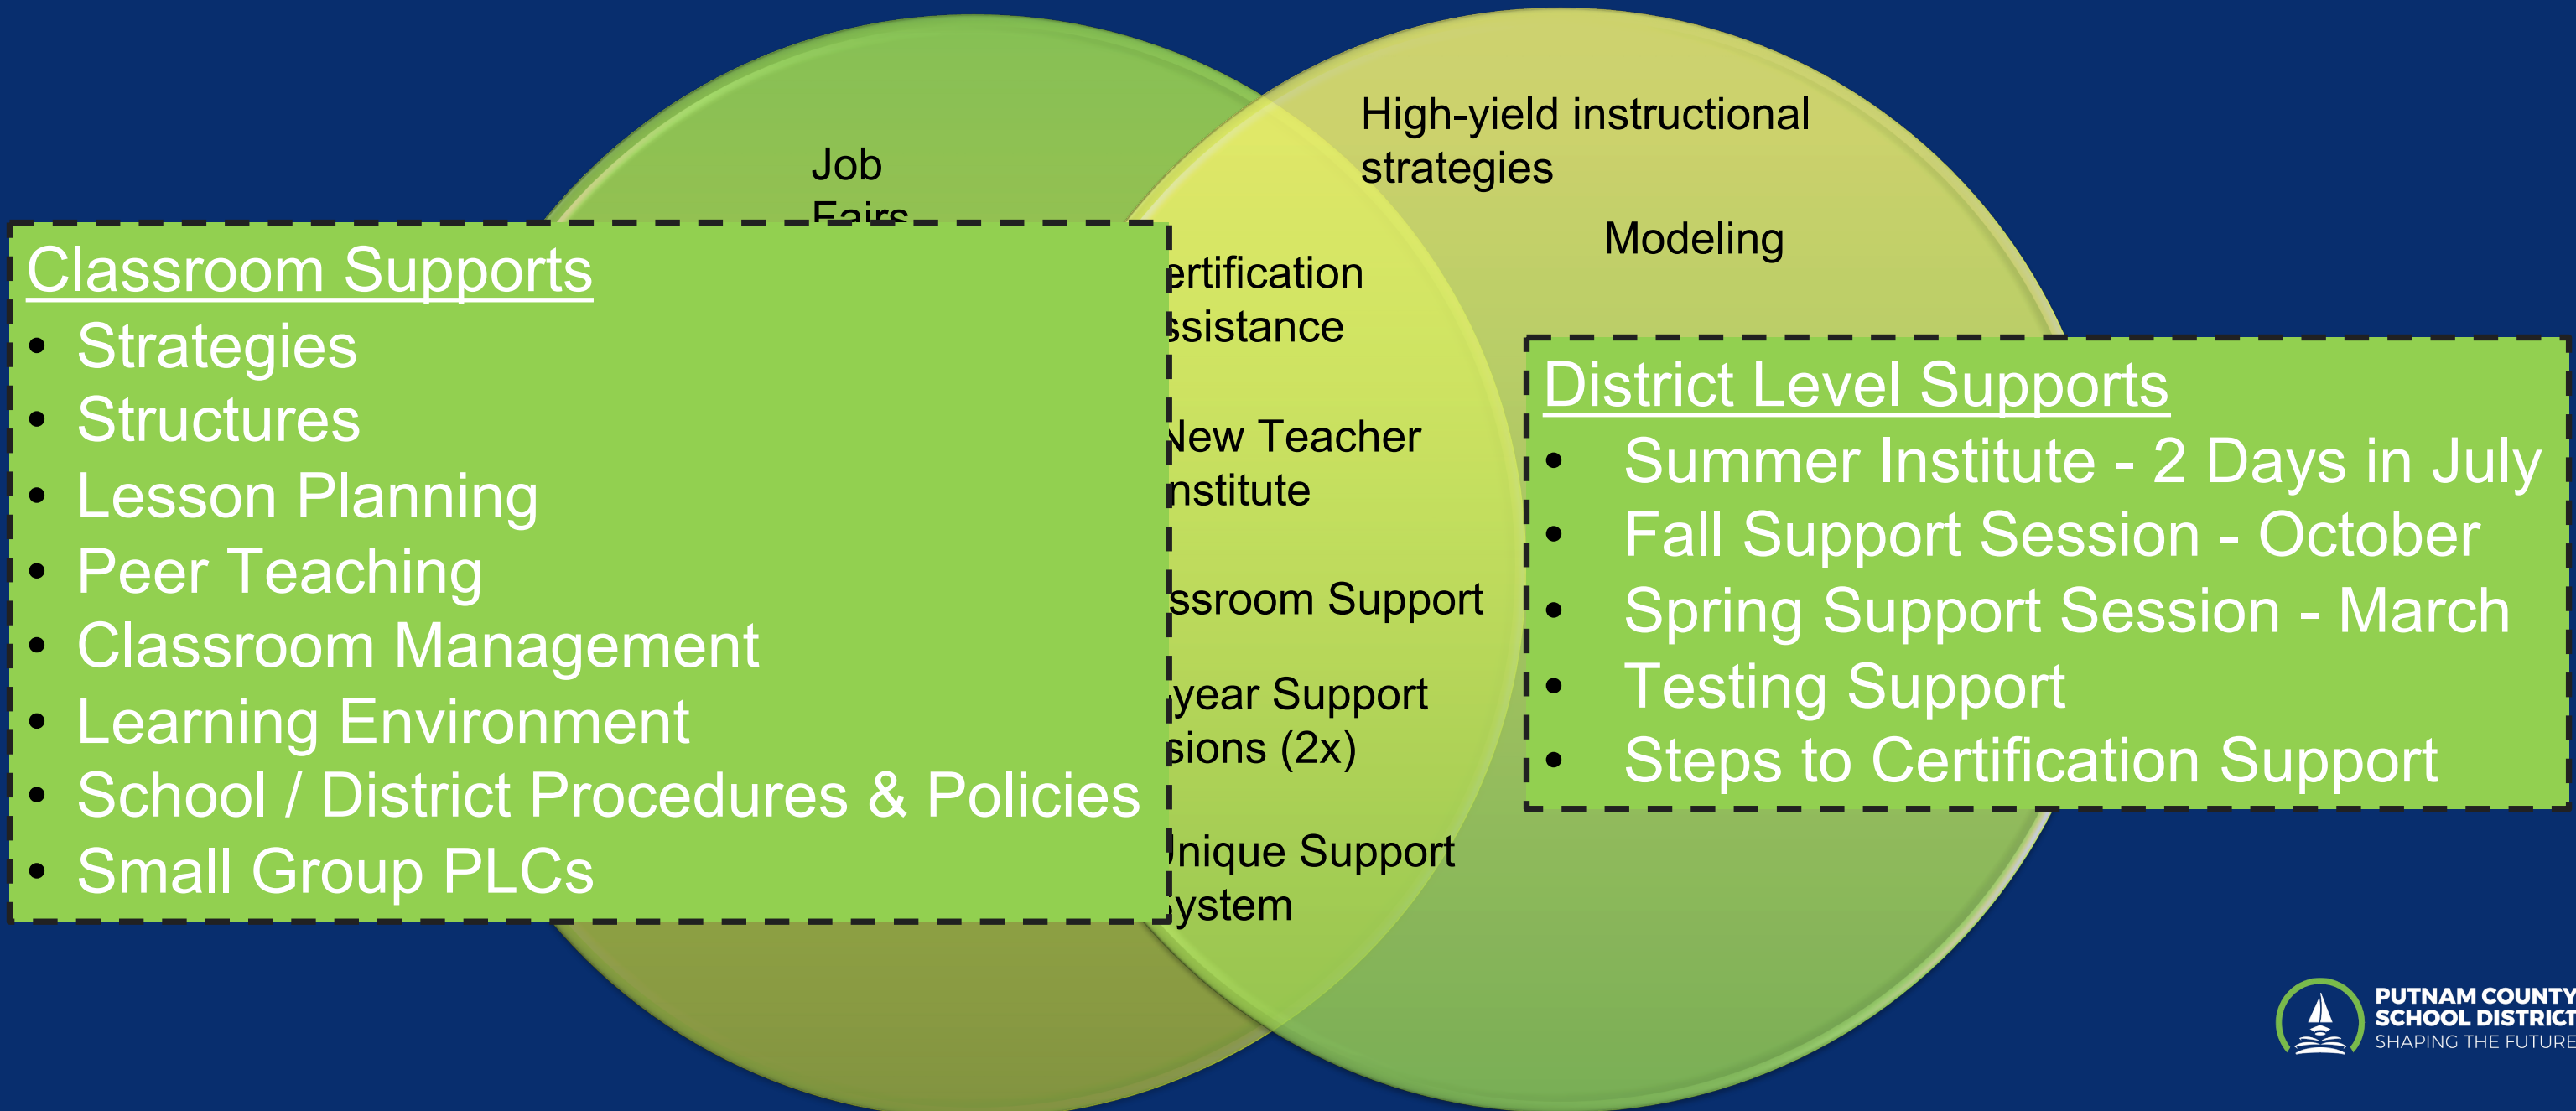 Job
Fairs
High-yield instructional
strategies
Modeling
Classroom Supports
• Strategies
• Structures
• Lesson Planning
• Peer Teaching
• Classroom Management
• Learning Environment
• School / District Procedures & Policies
• Small Group PLCs
ertification
ssistance
New Teacher
nstitute
ssroom Support
year Support
sions (2x)
Unique Support
ystem
District Level Supports
• Summer Institute - 2 Days in July
• Fall Support Session - October
• Spring Support Session - March
• Testing Support
• Steps to Certification Support
PUTNAM COUNTY
SCHOOL DISTRICT
SHAPING THE FUTURE